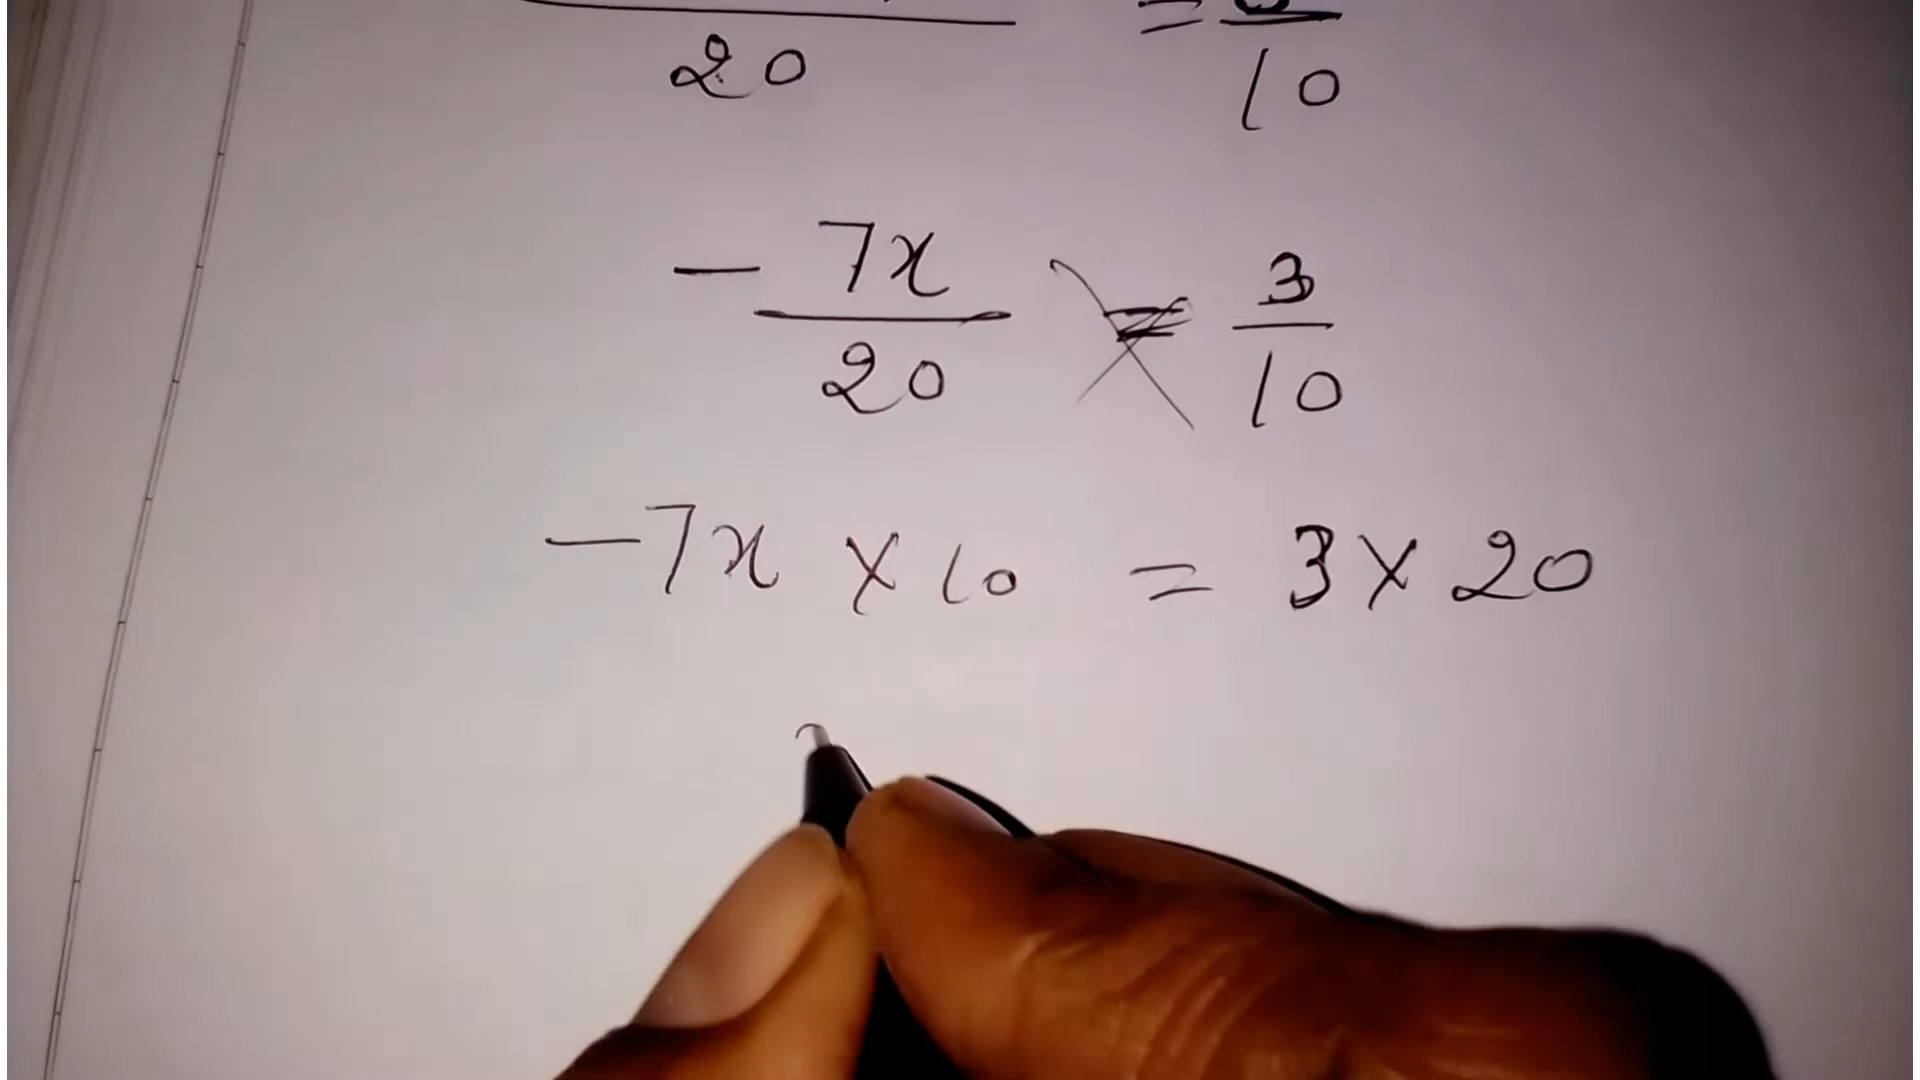 20 = 10
- 7x/20 = 3/10
-7x × 10 = 3 × 20